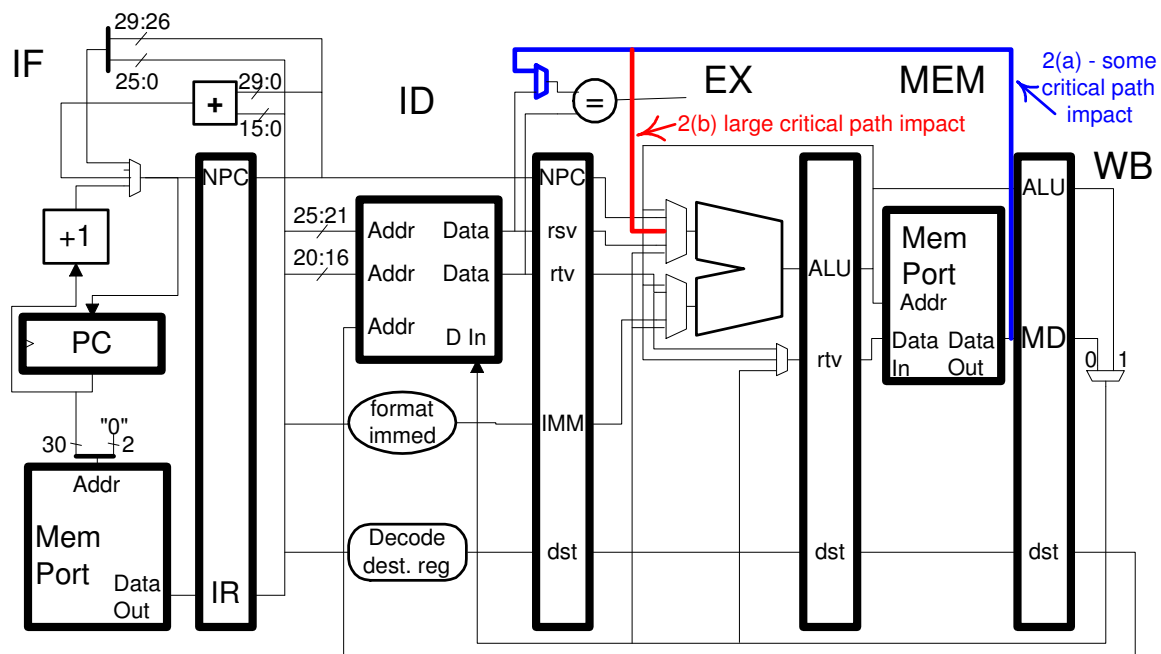 29:26
IF
25:0
29:0
+
15:0
ID
=
EX
MEM
2(a) - some
critical path
impact
2(b) large critical path impact
WB
NPC
NPC
ALU
25:21
Addr
Data
rsv
+1
20:16
Addr
Data
rtv
ALU
Mem
Port
Addr
Addr
D In
PC
rtv
Data
In
Data
Out
MD
0
1
format
immed
IMM
"0"
30
2
Addr
Mem
Port
Data
Out
IR
Decode
dest. reg
dst
dst
dst